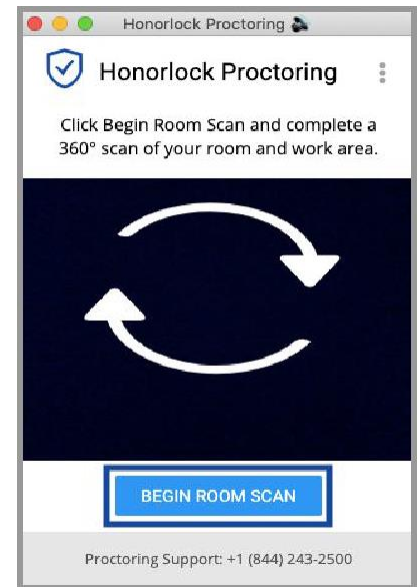 Honorlock Proctoring
Honorlock Proctoring
Click Begin Room Scan and complete a
360° scan of your room and work area.
BEGIN ROOM SCAN
Proctoring Support: +1 (844) 243-2500